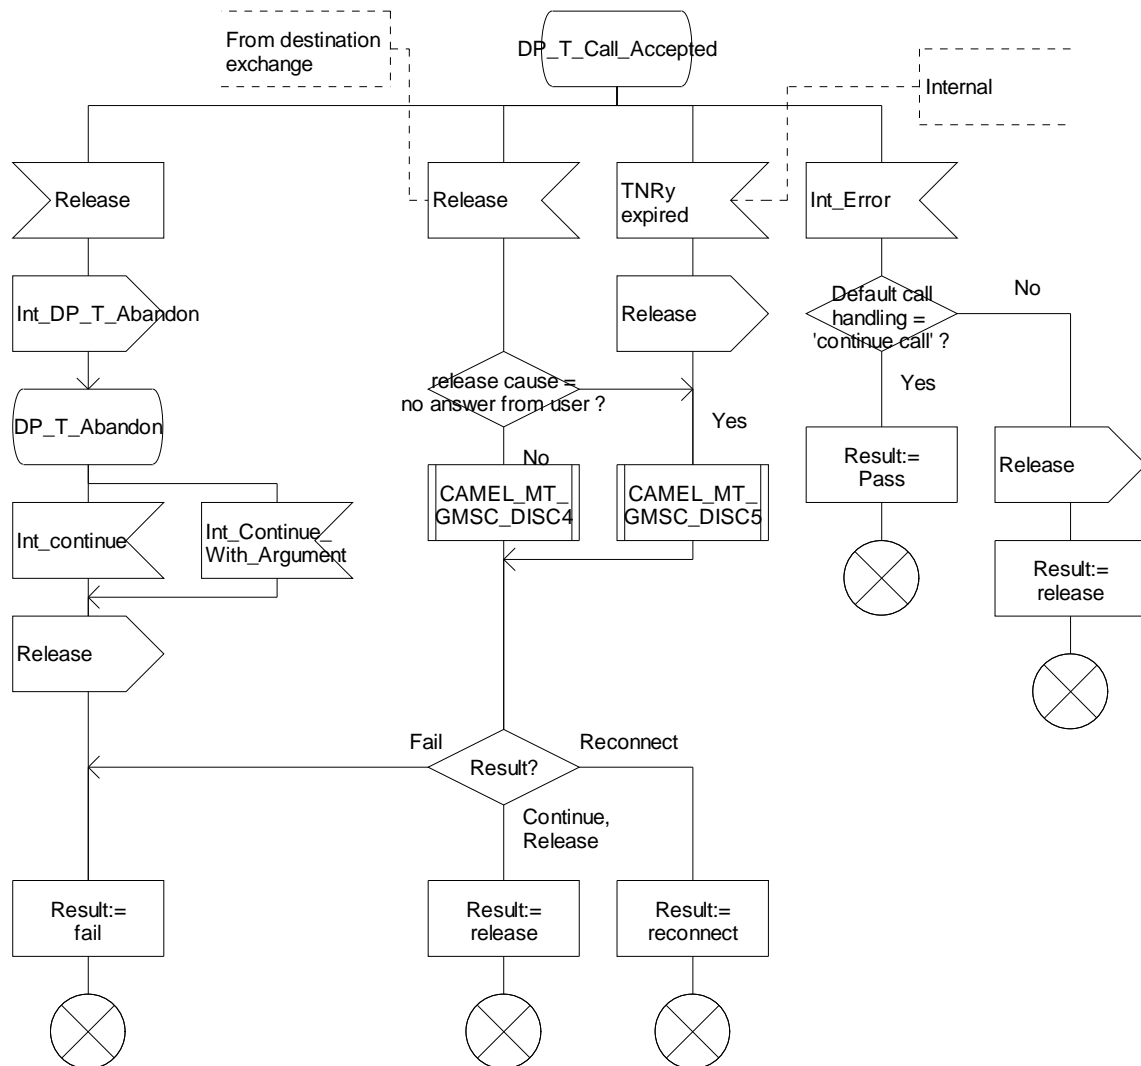 From destination
exchange
DP_T_Call_Accepted
Internal
Release
Release
TNRy
expired
Int_Error
Int_DP_T_Abandon
Release
Default call
handling =
'continue call' ?
No
release cause =
no answer from user ?
Yes
Yes
DP_T_Abandon
No
Result:=
Pass
Release
CAMEL_MT_
GMSC_DISC4
CAMEL_MT_
GMSC_DISC5
Int_continue
Int_Continue_
With_Argument
Result:=
release
Release
Fail
Reconnect
Result?
Continue,
Release
Result:=
fail
Result:=
release
Result:=
reconnect